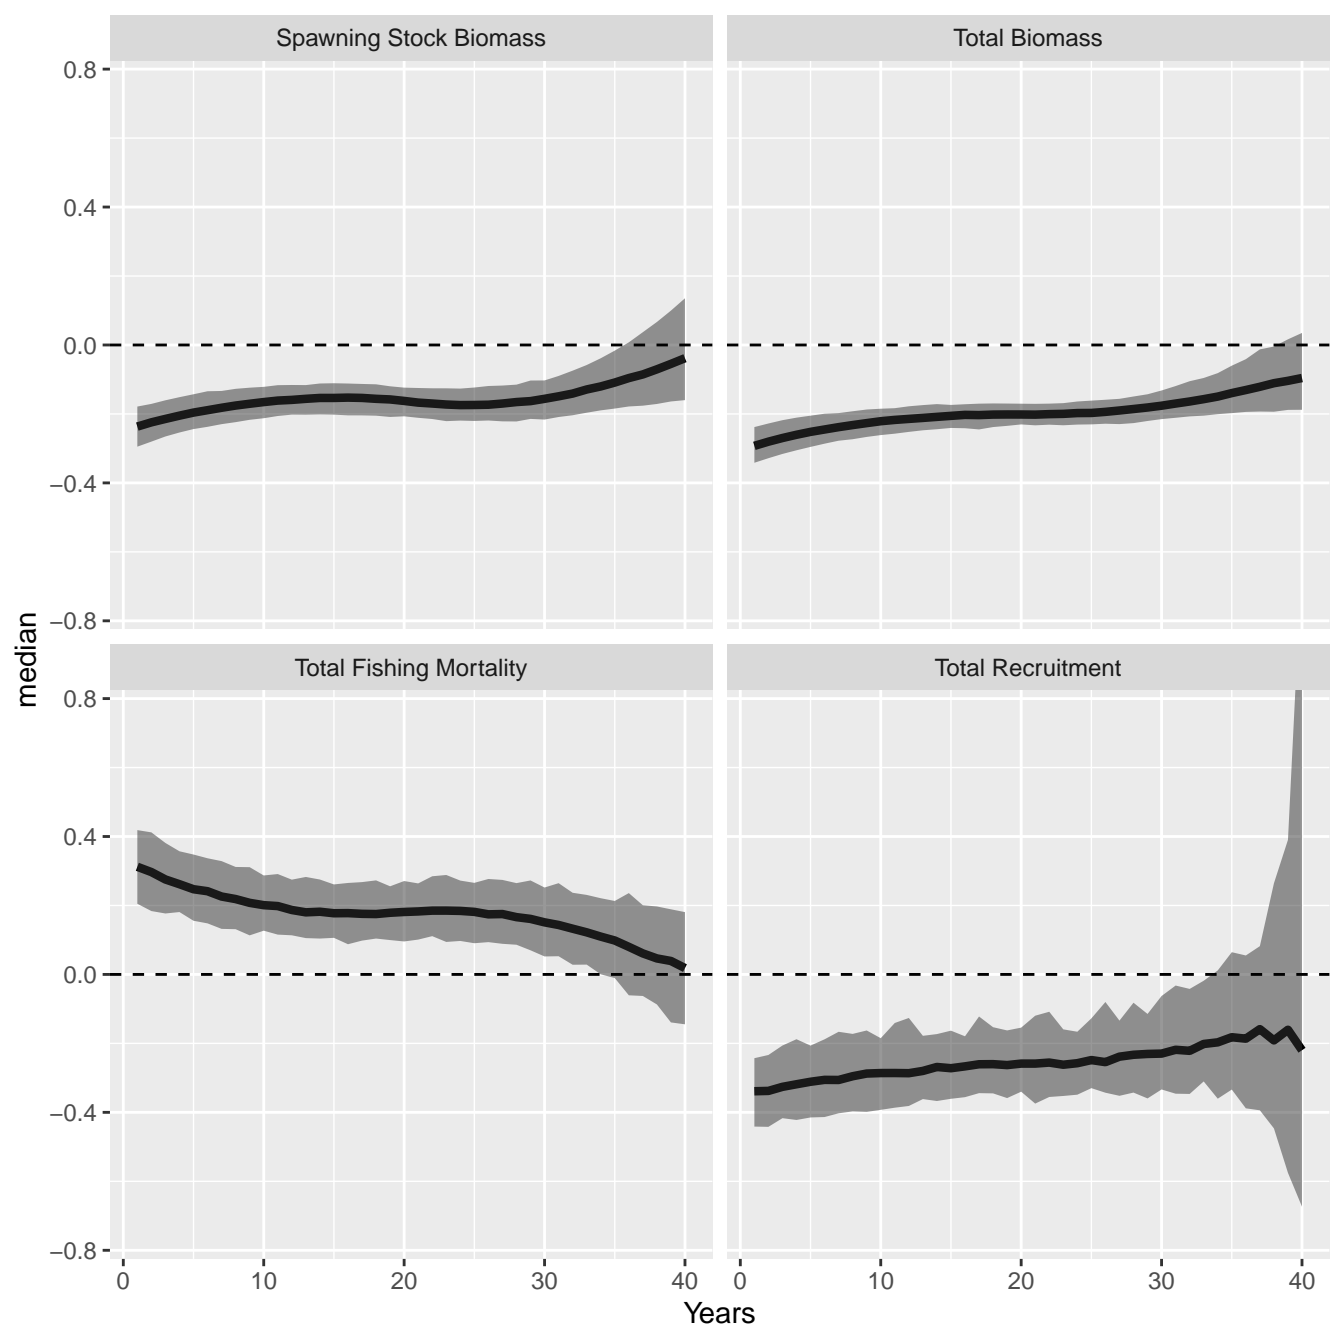 Spawning Stock Biomass
Total Biomass
0.8
0.4
0.0
−0.4
−0.8
median
Total Fishing Mortality
Total Recruitment
0.8
0.4
0.0
−0.4
−0.8
0 10 20 30 40
0 10 20 30 40
Years